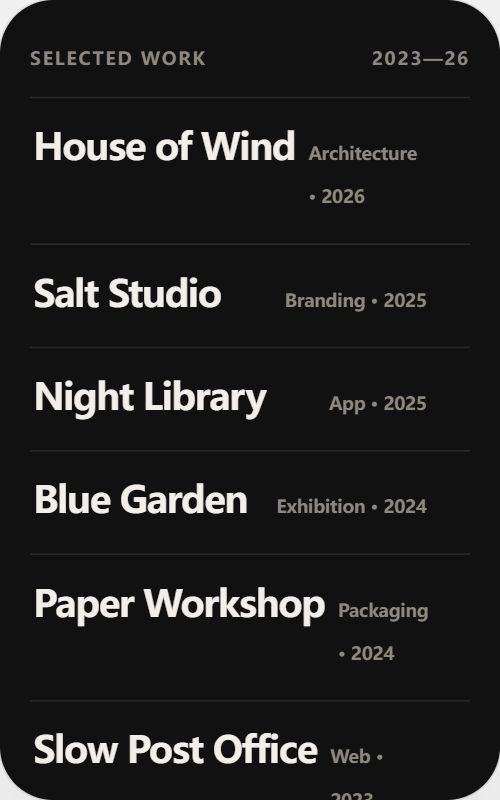 SELECTED WORK 2023—26
House of Wind Architecture
• 2026
Salt Studio Branding • 2025
Night Library App • 2025
Blue Garden Exhibition • 2024
Paper Workshop Packaging
• 2024
Slow Post Office Web •
2023